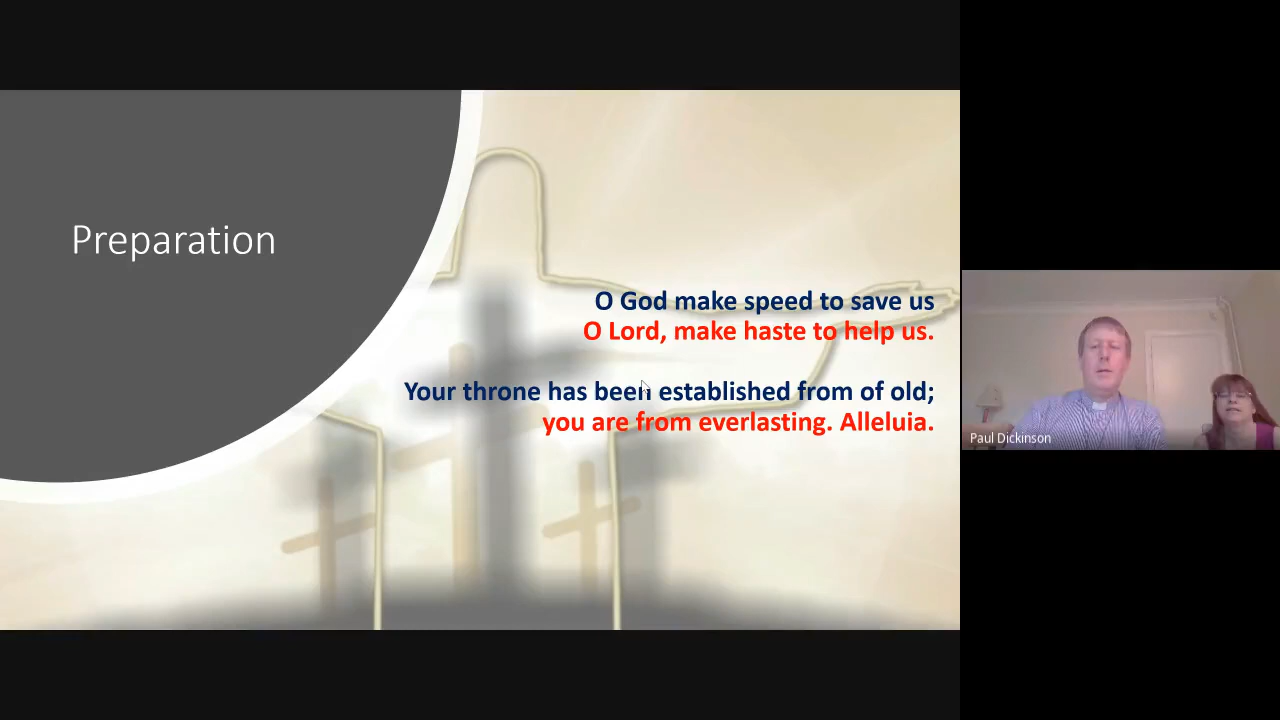 Preparation
O God make speed to save us
O Lord, make haste to help us.
Your throne has been established from of old;
you are from everlasting. Alleluia.
Paul Dickinson